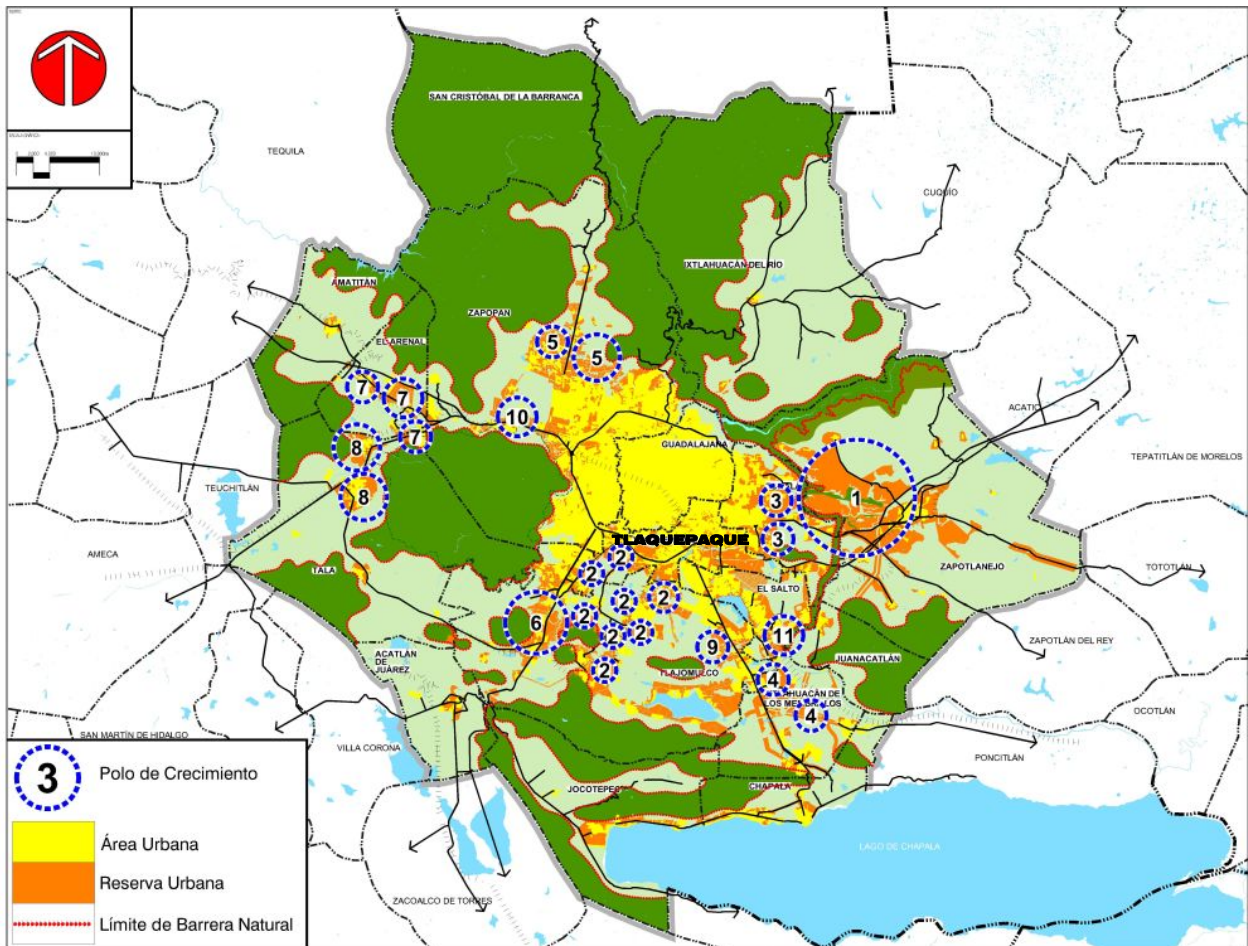 SAN CRISTÓBAL DE LA BARRANCA
TEQUILA
CUQUÍO
IXTLAHUACÁN DEL RÍO
AMATITÁN
ZAPOPAN
EL ARENAL
5
5
7
7
10
7
ACATIC
GUADALAJARA
8
TEPATITLÁN DE MORELOS
TEUCHITLÁN
8
3
1
3
TLAQUEPAQUE
AMECA
2
2
TALA
ZAPOTLANEJO
TOTOTLÁN
EL SALTO
2
2
6
2
2
2
11
ZAPOTLÁN DEL REY
9
ACATLÁN
DE
JUÁREZ
JUANACATLÁN
2
TLAJOMULCO
4
LOS
4
OCOTLÁN
SAN MARTÍN DE HIDALGO
VILLA CORONA
PONCITLÁN
JOCOTEPEC
CHAPALA
LAGO DE CHAPALA
ZACOALCO DE TORRES
3 Polo de Crecimiento
Área Urbana
Reserva Urbana
Límite de Barrera Natural